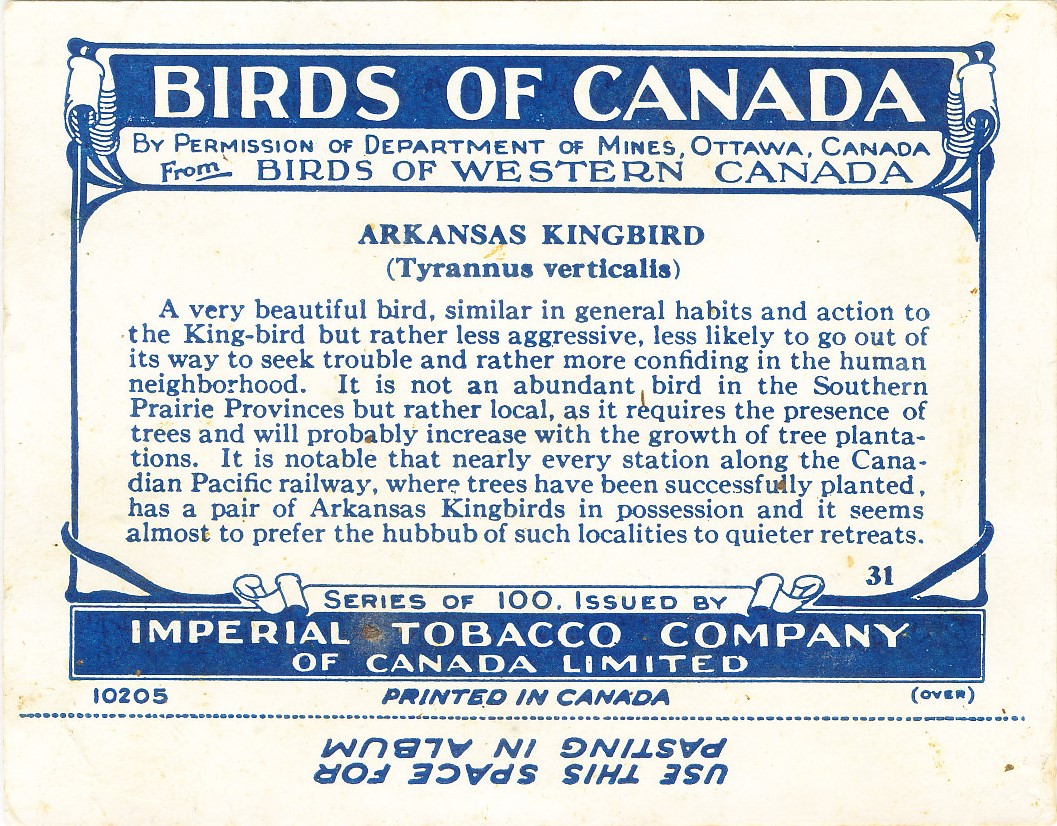 BIRDS OF CANADA
BY PERMISSION OF DEPARTMENT OF MINES, OTTAWA, CANADA
From BIRDS OF WESTERN CANADA
ARKANSAS KINGBIRD
(Tyrannus verticalis)
A very beautiful bird, similar in general habits and action to
the King-bird but rather less aggressive, less likely to go out of
its way to seek trouble and rather more confiding in the human
neighborhood. It is not an abundant bird in the Southern
Prairie Provinces but rather local, as it requires the presence of
trees and will probably increase with the growth of tree planta-
tions. It is notable that nearly every station along the Cana-
dian Pacific railway, where trees have been successfully planted,
has a pair of Arkansas Kingbirds in possession and it seems
almost to prefer the hubbub of such localities to quieter retreats.
31
SERIES OF 100. ISSUED BY
IMPERIAL TOBACCO COMPANY
OF CANADA LIMITED
10205 PRINTED IN CANADA (OVER)
USE THIS SPACE FOR
PASTING IN ALBUM